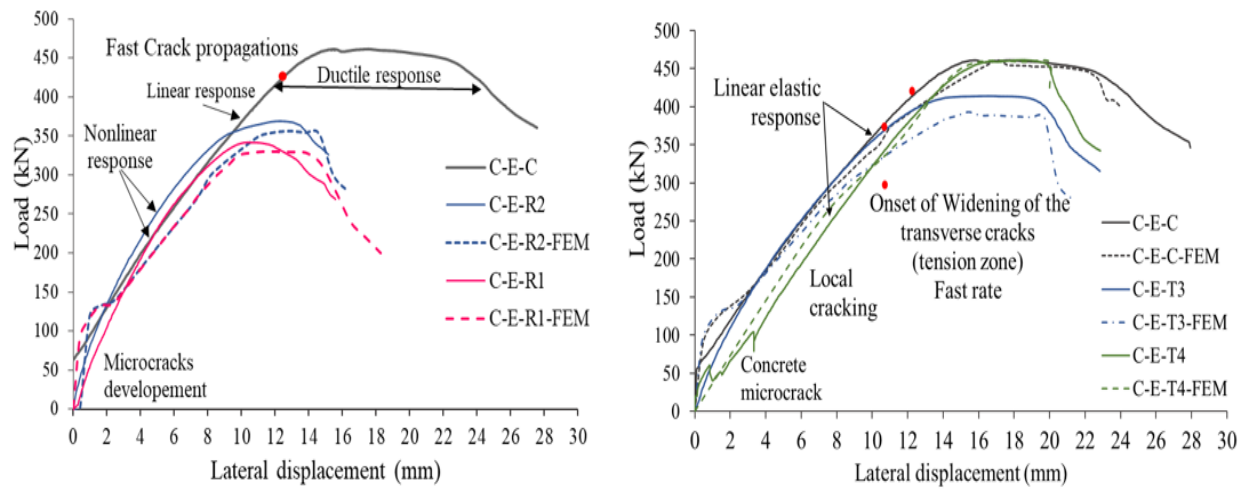 500
450
400
350
300
250
200
150
100
50
0
Load (kN)
Fast Crack propagations
Ductile response
Linear response
Nonlinear
response
Microcracks
developement
C-E-C
C-E-R2
C-E-R2-FEM
C-E-R1
C-E-R1-FEM
0 2 4 6 8 10 12 14 16 18 20 22 24 26 28 30
Lateral displacement (mm)
500
450
400
350
300
250
200
150
100
50
0
Load (kN)
Linear elastic
response
Onset of Widening of the
transverse cracks
(tension zone)
Fast rate
Local
cracking
Concrete
microcrack
C-E-C
C-E-C-FEM
C-E-T3
C-E-T3-FEM
C-E-T4
C-E-T4-FEM
0 2 4 6 8 10 12 14 16 18 20 22 24 26 28 30
Lateral displacement (mm)